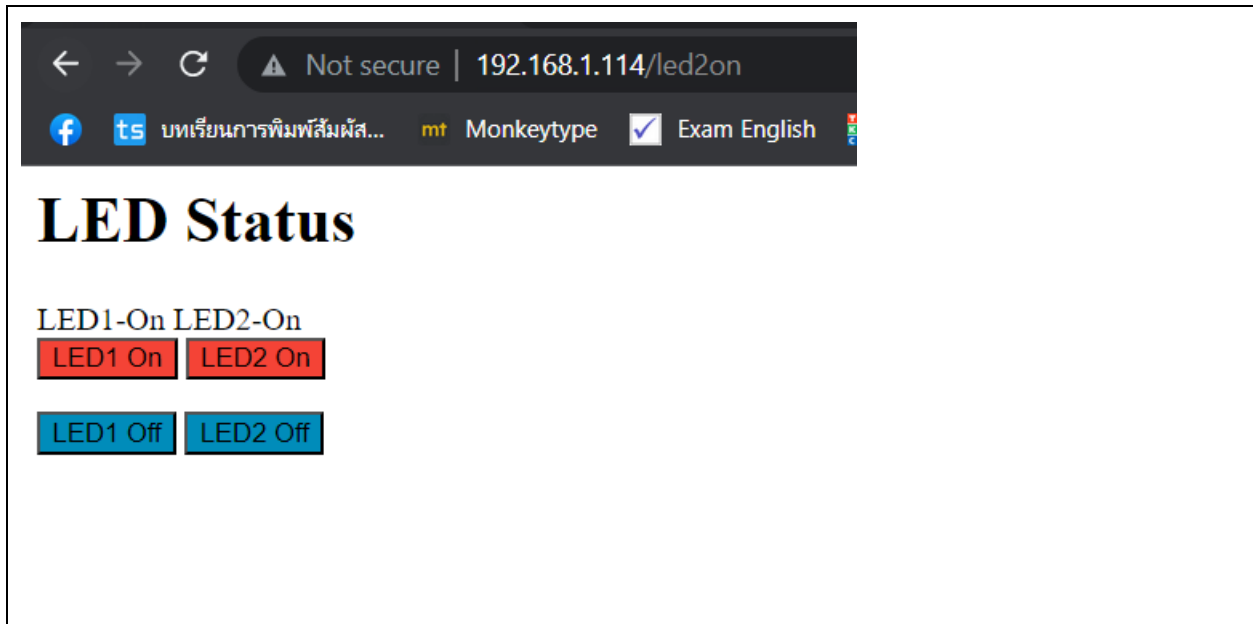 Not secure | 192.168.1.114/led2on
ts บทเรียนการพิมพ์สัมผัส... mt Monkeytype Exam English TKC
LED Status
LED1-On LED2-On
LED1 On LED2 On
LED1 Off LED2 Off